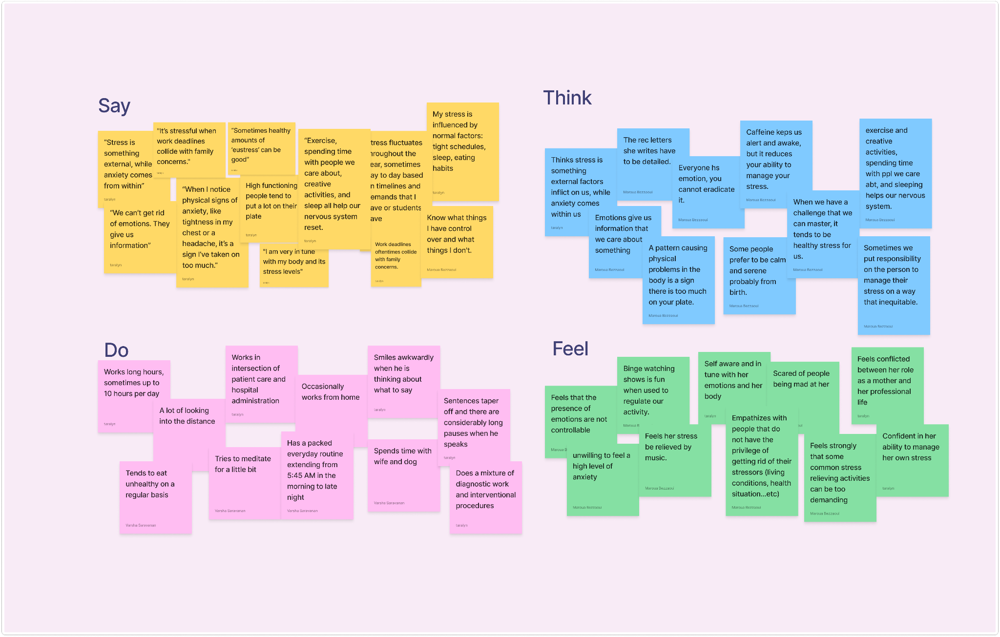 Say
“Stress is
something
external, while
anxiety comes
from within”
taralyn
"It’s stressful when
work deadlines
collide with family
concerns."
taralyn
“Sometimes healthy
amounts of
‘eustress’ can be
good”
taralyn
“We can’t get rid
of emotions. They
give us
information”
taralyn
“When I notice
physical signs of
anxiety, like
tightness in my
chest or a
headache, it’s a
sign I’ve taken on
too much.”
taralyn
High functioning
people tend to
put a lot on their
plate
taralyn
"I am very in tune
with my body and its
stress levels"
taralyn
“Exercise,
spending time
with people we
care about,
creative
activities, and
sleep all help our
nervous system
reset.
taralyn
tress fluctuates
hroughout the
ear, sometimes
ay to day based
n timelines and
emands that I
ave or students
ave
Work deadlines
oftentimes collide
with family
concerns.
taralyn
My stress is
influenced by
normal factors:
tight schedules,
sleep, eating
habits
taralyn
Know what things
I have control
over and what
things I don't.
Maroua Bezzaoui
Think
Thinks stress is
something
external factors
inflict on us, while
anxiety comes
within us
taralyn
The rec letters
she writes have
to be detailed.
Maroua Bezzaoui
Emotions give us
information that
we care about
something
Maroua Bezzaoui
Everyone hs
emotion, you
cannot eradicate
it.
Maroua Bezzaoui
A pattern causing
physical
problems in the
body is a sign
there is too much
on your plate.
Maroua Bezzaoui
Caffeine keps us
alert and awake,
but it reduces
your ability to
manage your
stress.
Maroua Bezzaoui
Some people
prefer to be calm
and serene
probably from
birth.
Maroua Bezzaoui
When we have a
challenge that we
can master, it
tends to be
healthy stress for
us.
Maroua Bezzaoui
exercise and
creative
activities,
spending time
with ppl we care
abt, and sleeping
helps our nervous
system.
Maroua Bezzaoui
Sometimes we
put responsibility
on the person to
manage their
stress on a way
that inequitable.
Maroua Bezzaoui
Do
Works long hours,
sometimes up to
10 hours per day
taralyn
A lot of looking
into the distance
Tends to eat
unhealthy on a
regular basis
Varsha Saravanan
Works in
intersection of
patient care and
hospital
administration
taralyn
Tries to meditate
for a little bit
Varsha Saravanan
Occasionally
works from home
Has a packed
everyday routine
extending from
5:45 AM in the
morning to late
night
Varsha Saravanan
Smiles awkwardly
when he is
thinking about
what to say
taralyn
Spends time with
wife and dog
Varsha Saravanan
Sentences taper
off and there are
considerably long
pauses when he
speaks
taralyn
Does a mixture of
diagnostic work
and interventional
procedures
taralyn
Feel
Feels that the
presence of
emotions are not
controllable
Maroua B
Binge watching
shows is fun
when used to
regulate our
activity.
Maroua B
unwilling to feel a
high level of
anxiety
Maroua Bezzaoui
Feels her stress
be relieved by
music.
Maroua Bezzaoui
Self aware and in
tune with her
emotions and her
body
taralyn
Scared of people
being mad at her
ui
Empathizes with
people that do
not have the
privilege of
getting rid of their
stressors (living
conditions, health
situation...etc)
Maroua Bezzaoui
Feels conflicted
between her role
as a mother and
her professional
life
taralyn
Feels strongly
that some
common stress
relieving activities
can be too
demanding
Maroua Bezzaoui
Confident in her
ability to manage
her own stress
taralyn